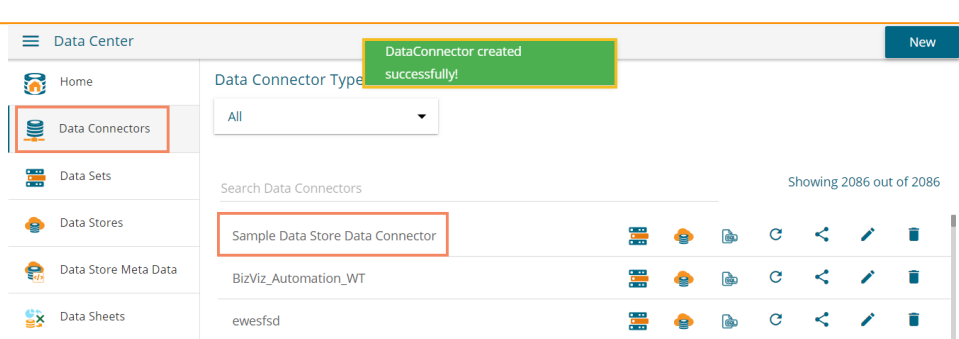 Data Center
DataConnector created
successfully!
New
Home
Data Connectors
Data Sets
Data Stores
Data Store Meta Data
Data Sheets
Data Connector Type
All
Search Data Connectors
Showing 2086 out of 2086
Sample Data Store Data Connector
BizViz_Automation_WT
ewesfsd